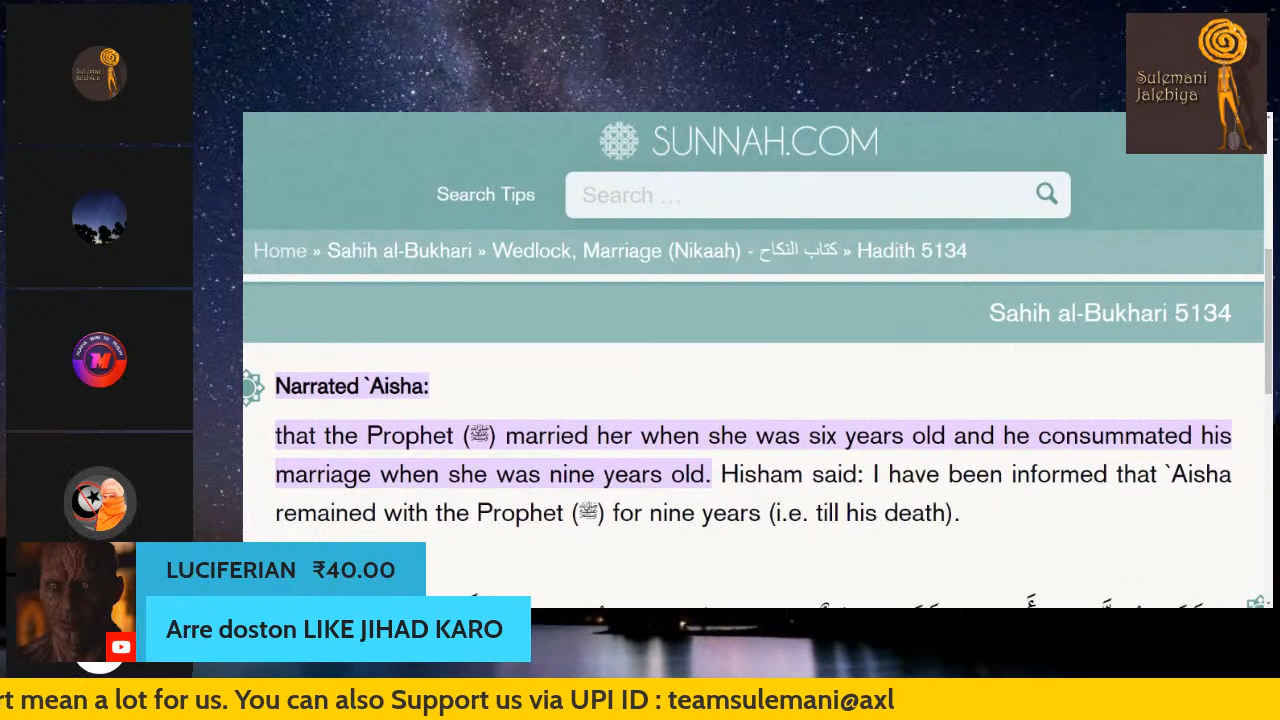 Sulemani
Jalebiya
Sulemani
Jalebiya
SUNNAH.COM
Search Tips
Search ...
Home » Sahih al-Bukhari » Wedlock, Marriage (Nikaah) - كتاب النكاح » Hadith 5134
Sahih al-Bukhari 5134
Narrated `Aisha:
that the Prophet (ﷺ) married her when she was six years old and he consummated his
marriage when she was nine years old. Hisham said: I have been informed that `Aisha
remained with the Prophet (ﷺ) for nine years (i.e. till his death).
M
LUCIFERIAN ₹40.00
Arre doston LIKE JIHAD KARO
rt mean a lot for us. You can also Support us via UPI ID : teamsulemani@axl